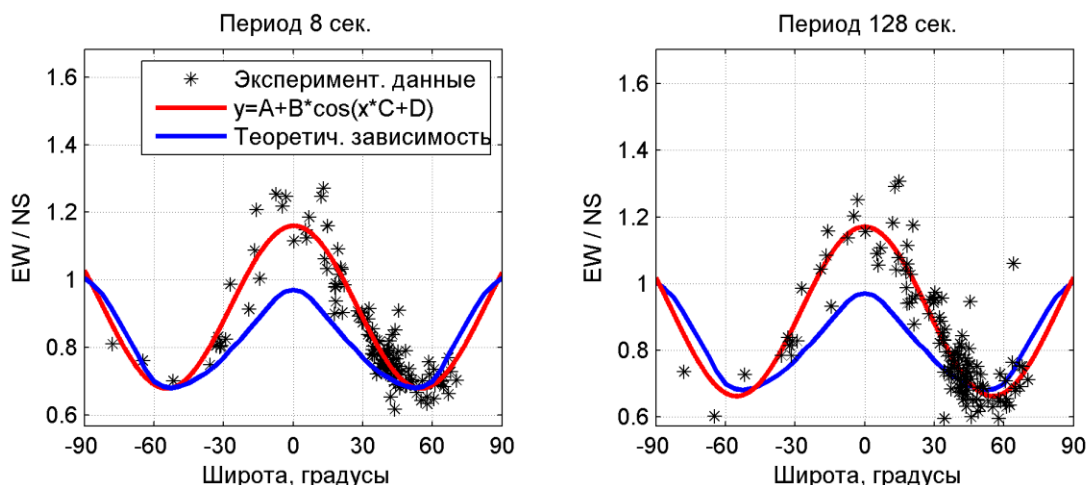 Период 8 сек.
1.6
1.4
1.2
1
0.8
0.6
EW / NS
Эксперимент. данные
y=A+B*cos(x*C+D)
Теоретич. зависимость
-90 -60 -30 0 30 60 90
Широта, градусы
Период 128 сек.
1.6
1.4
1.2
1
0.8
0.6
EW / NS
-90 -60 -30 0 30 60 90
Широта, градусы